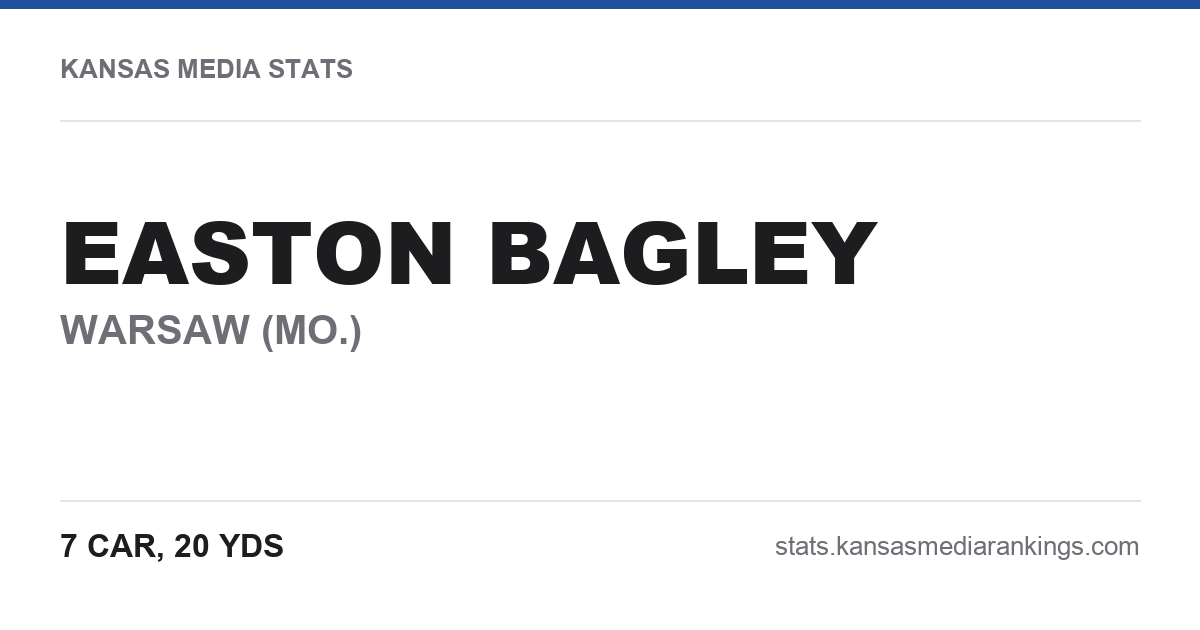 KANSAS MEDIA STATS
EASTON BAGLEY
WARSAW (MO.)
7 CAR, 20 YDS
stats.kansasmediarankings.com